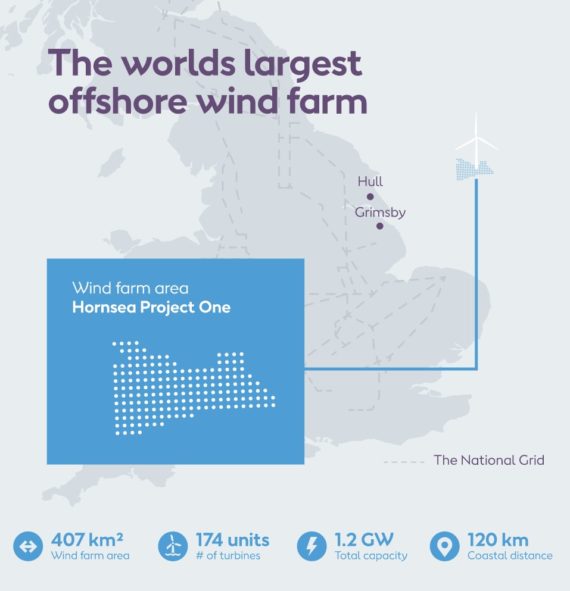 The worlds largest
offshore wind farm
Hull
Grimsby
Wind farm area
Hornsea Project One
The National Grid
407 km²
Wind farm area
174 units
# of turbines
1.2 GW
Total capacity
120 km
Coastal distance